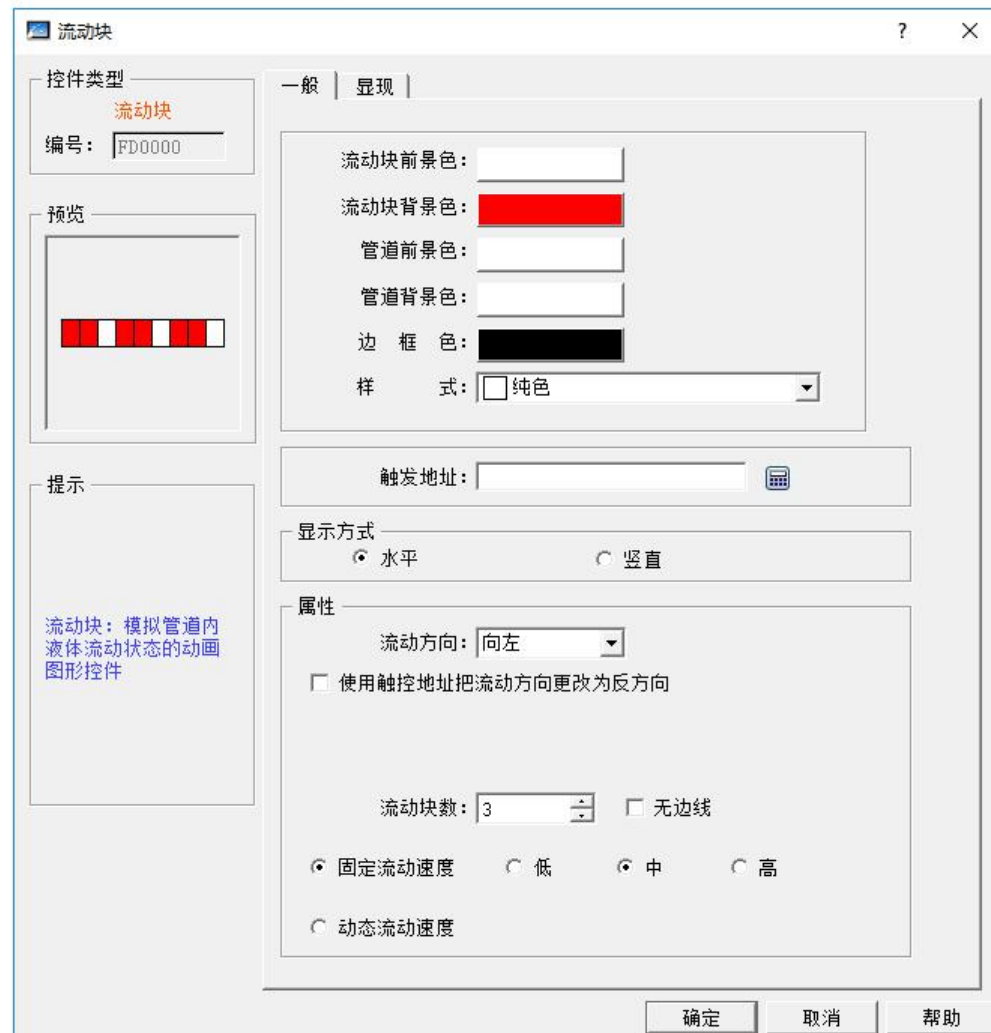 流动块
?
控件类型
流动块
编号： FD0000
预览
提示
流动块：模拟管道内
液体流动状态的动画
图形控件
一般 显现
流动块前景色：
流动块背景色：
管道前景色：
管道背景色：
边 框 色：
样 式： 纯色
触发地址：
显示方式
水平 竖直
属性
流动方向： 向左
使用触控地址把流动方向更改为反方向
流动块数： 3 无边线
固定流动速度 低 中 高
动态流动速度
确定 取消 帮助